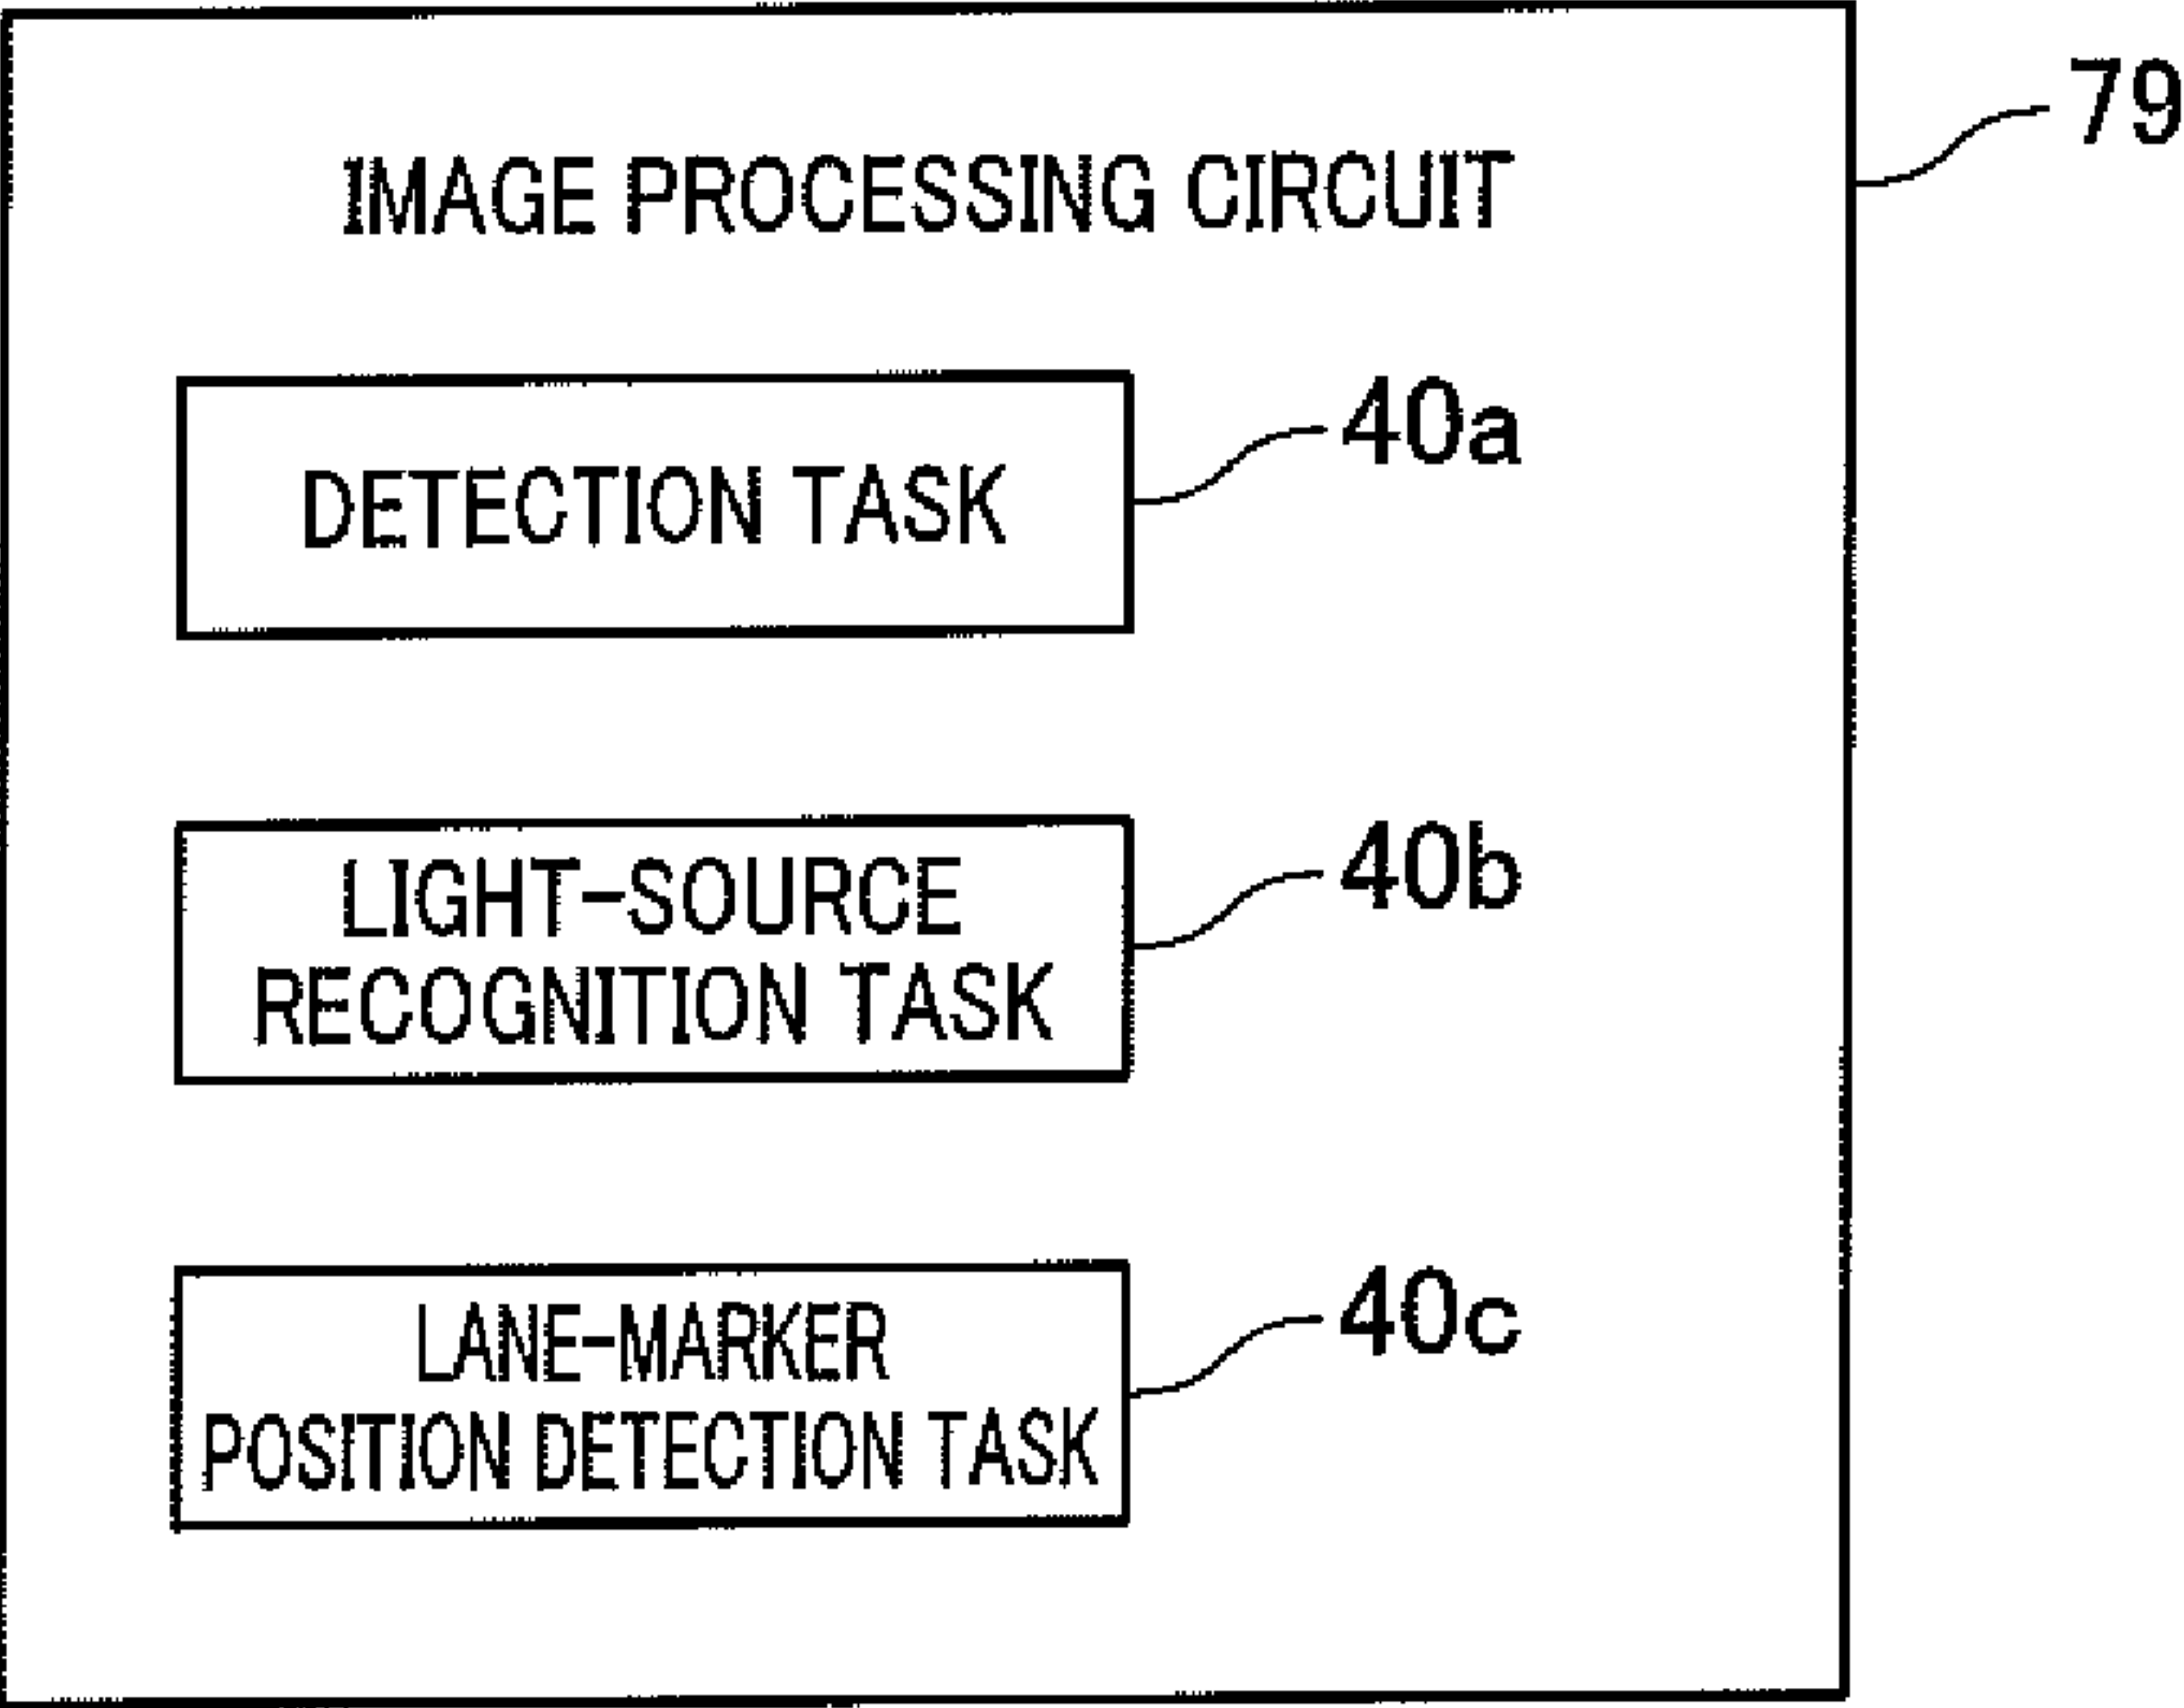 79
IMAGE PROCESSING CIRCUIT
40a
DETECTION TASK
40b
LIGHT-SOURCE
RECOGNITION TASK
40c
LANE-MARKER
POSITION DETECTION TASK